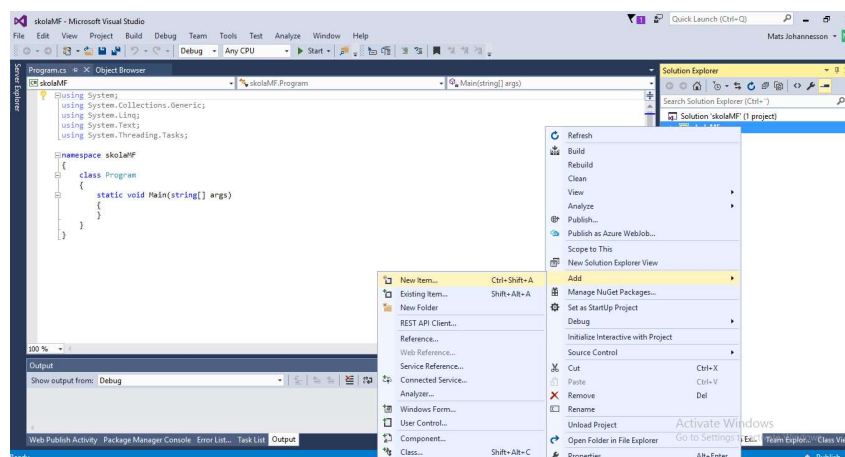 skolaMF - Microsoft Visual Studio
Quick Launch (Ctrl+Q)
File Edit View Project Build Debug Team Tools Test Analyze Window Help
Mats Johannesson
Debug Any CPU Start
Server Explorer
Program.cs Object Browser
skolaMF skolaMF.Program Main(string[] args)
using System;
using System.Collections.Generic;
using System.Linq;
using System.Text;
using System.Threading.Tasks;
namespace skolaMF
{
class Program
{
static void Main(string[] args)
{
}
}
}
100 %
Output
Show output from: Debug
Web Publish Activity Package Manager Console Error List... Task List Output
Solution Explorer
Search Solution Explorer (Ctrl+¨)
Solution 'skolaMF' (1 project)
Refresh
Build
Rebuild
Clean
View
Analyze
Publish...
Publish as Azure WebJob...
Scope to This
New Solution Explorer View
Add
Manage NuGet Packages...
Set as StartUp Project
Debug
Initialize Interactive with Project
Source Control
Cut Ctrl+X
Paste Ctrl+V
Remove Del
Rename
Unload Project
Open Folder in File Explorer
Properties Alt+Enter
New Item... Ctrl+Shift+A
Existing Item... Shift+Alt+A
New Folder
REST API Client...
Reference...
Web Reference...
Service Reference...
Connected Service...
Analyzer...
Windows Form...
User Control...
Component...
Class... Shift+Alt+C
Activate Windows
Go to Settings
Team Explor... Class Vie